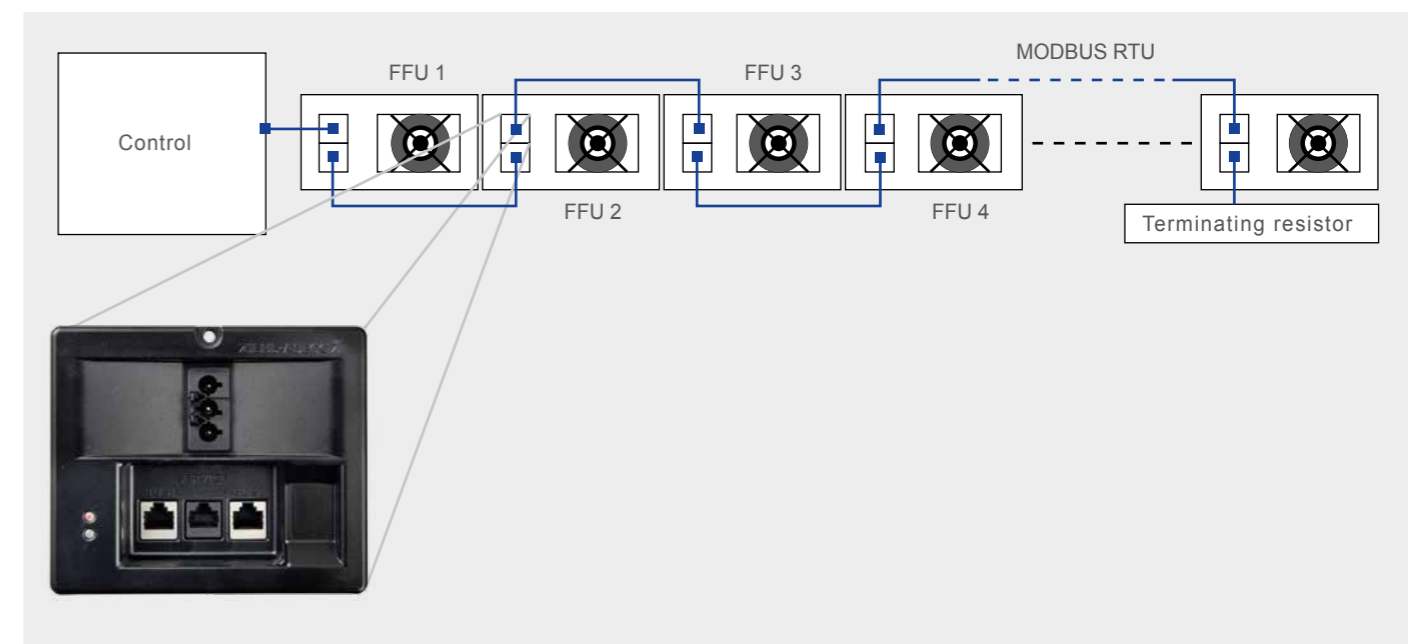 MODBUS RTU
FFU 1
FFU 3
Control
FFU 2
FFU 4
Terminating resistor